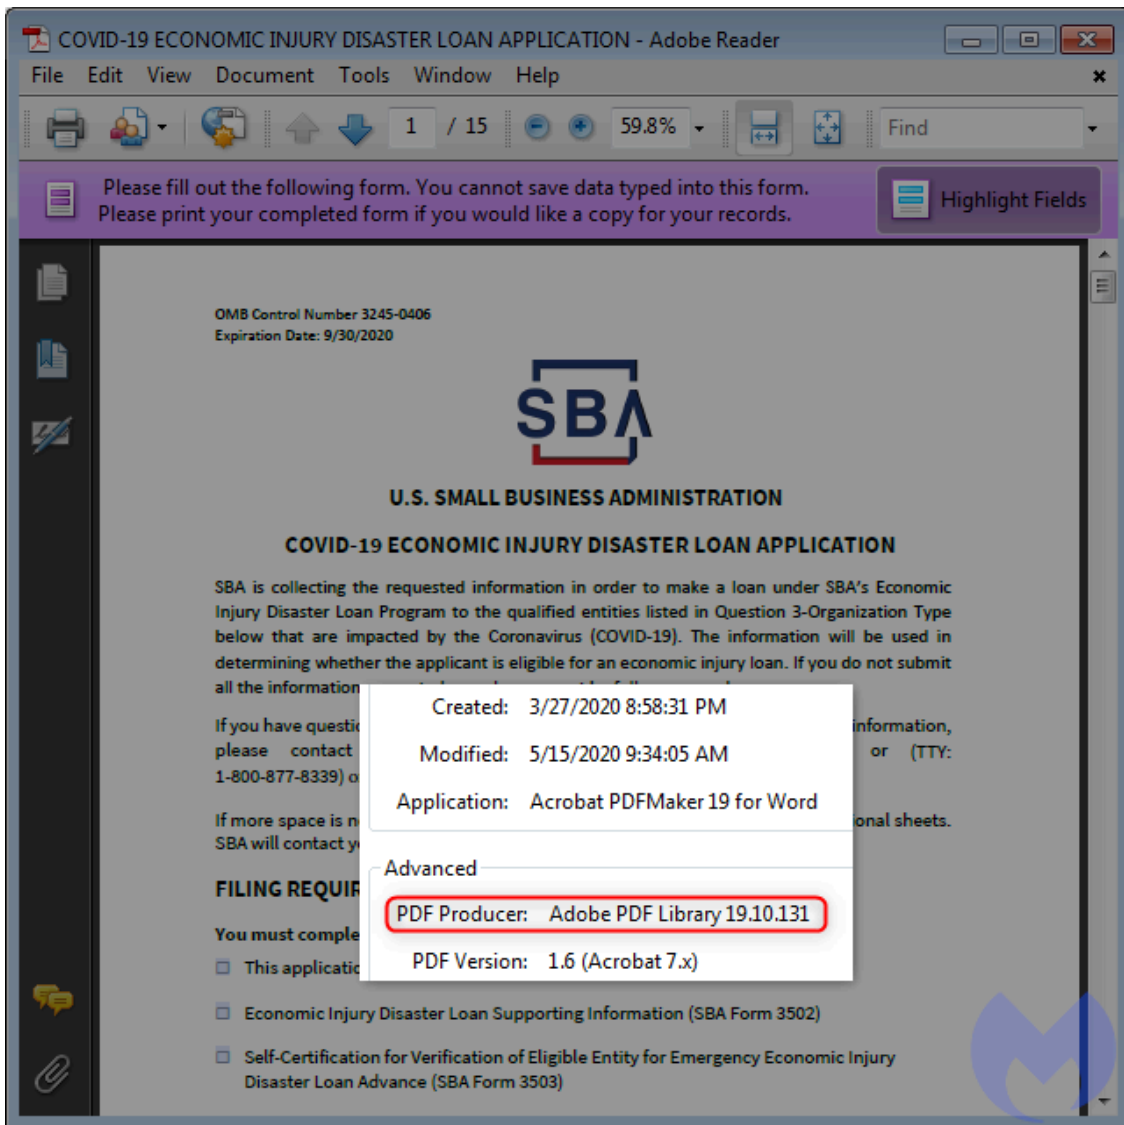 COVID-19 ECONOMIC INJURY DISASTER LOAN APPLICATION - Adobe Reader
File Edit View Document Tools Window Help
1 / 15 59.8% Find
Please fill out the following form. You cannot save data typed into this form.
Please print your completed form if you would like a copy for your records.
Highlight Fields
OMB Control Number 3245-0406
Expiration Date: 9/30/2020
SBA
U.S. SMALL BUSINESS ADMINISTRATION
COVID-19 ECONOMIC INJURY DISASTER LOAN APPLICATION
SBA is collecting the requested information in order to make a loan under SBA's Economic
Injury Disaster Loan Program to the qualified entities listed in Question 3-Organization Type
below that are impacted by the Coronavirus (COVID-19). The information will be used in
determining whether the applicant is eligible for an economic injury loan. If you do not submit
all the information
If you have information,
please contact or (TTY:
1-800-877-8339)
If more space is sheets.
SBA will contact
FILING
You must
This
Created: 3/27/2020 8:58:31 PM
Modified: 5/15/2020 9:34:05 AM
Application: Acrobat PDFMaker 19 for Word
Advanced
PDF Producer: Adobe PDF Library 19.10.131
PDF Version: 1.6 (Acrobat 7.x)
Economic Injury Disaster Loan Supporting Information (SBA Form 3502)
Self-Certification for Verification of Eligible Entity for Emergency Economic Injury
Disaster Loan Advance (SBA Form 3503)